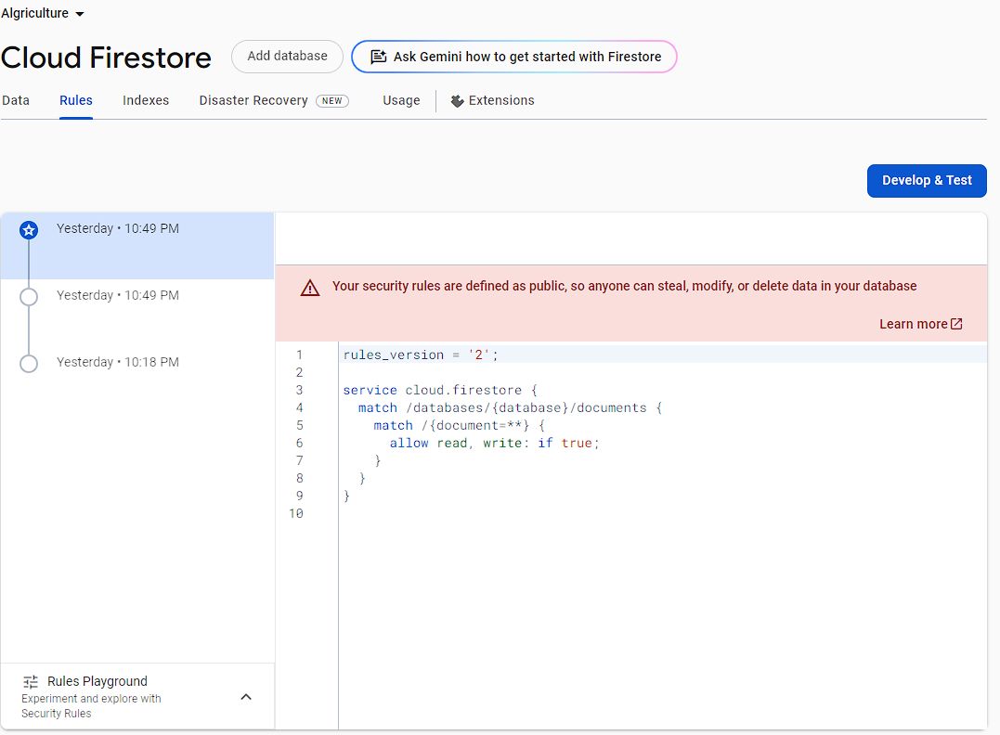 Algriculture
Cloud Firestore
Add database
Ask Gemini how to get started with Firestore
Data
Rules
Indexes
Disaster Recovery NEW
Usage
Extensions
Develop & Test
Yesterday • 10:49 PM
Yesterday • 10:49 PM
Yesterday • 10:18 PM
Your security rules are defined as public, so anyone can steal, modify, or delete data in your database
Learn more
1 rules_version = '2';
2
3 service cloud.firestore {
4   match /databases/{database}/documents {
5     match /{document=**} {
6       allow read, write: if true;
7     }
8   }
9 }
10
Rules Playground
Experiment and explore with
Security Rules